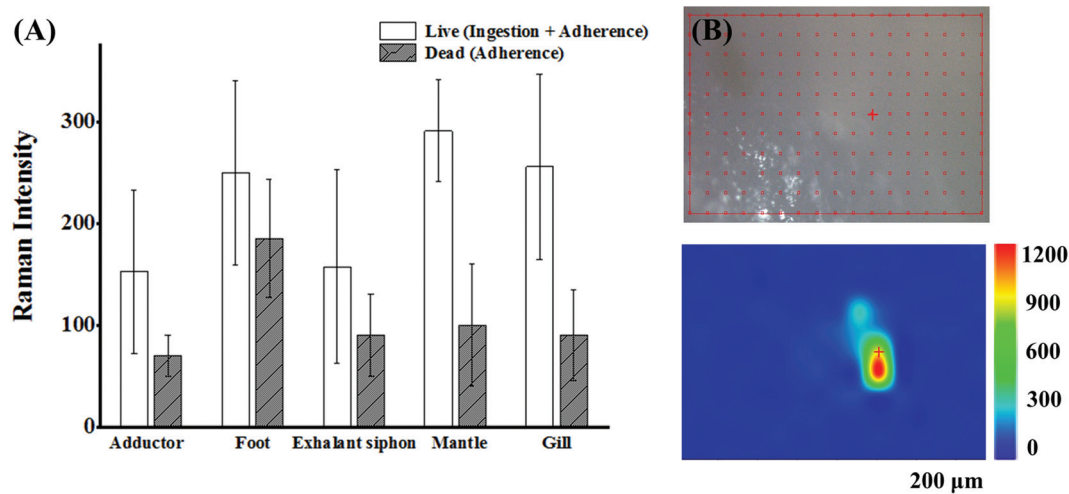 (A)
Live (Ingestion + Adherence)
Dead (Adherence)
Raman Intensity
300
200
100
0
Adductor
Foot
Exhalant siphon
Mantle
Gill
(B)
1200
900
600
300
0
200 µm